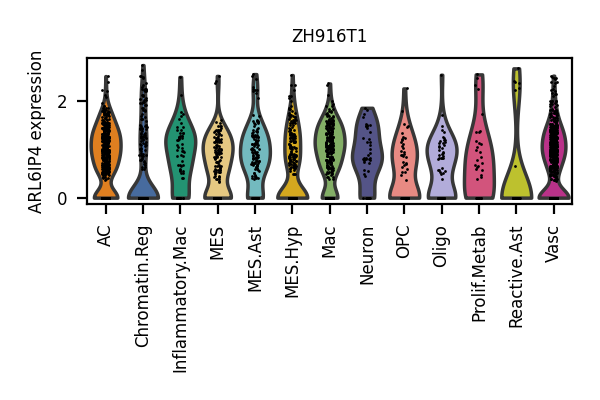 ZH916T1
ARL6IP4 expression
2
0
AC
Chromatin.Reg
Inflammatory.Mac
MES
MES.Ast
MES.Hyp
Mac
Neuron
OPC
Oligo
Prolif.Metab
Reactive.Ast
Vasc